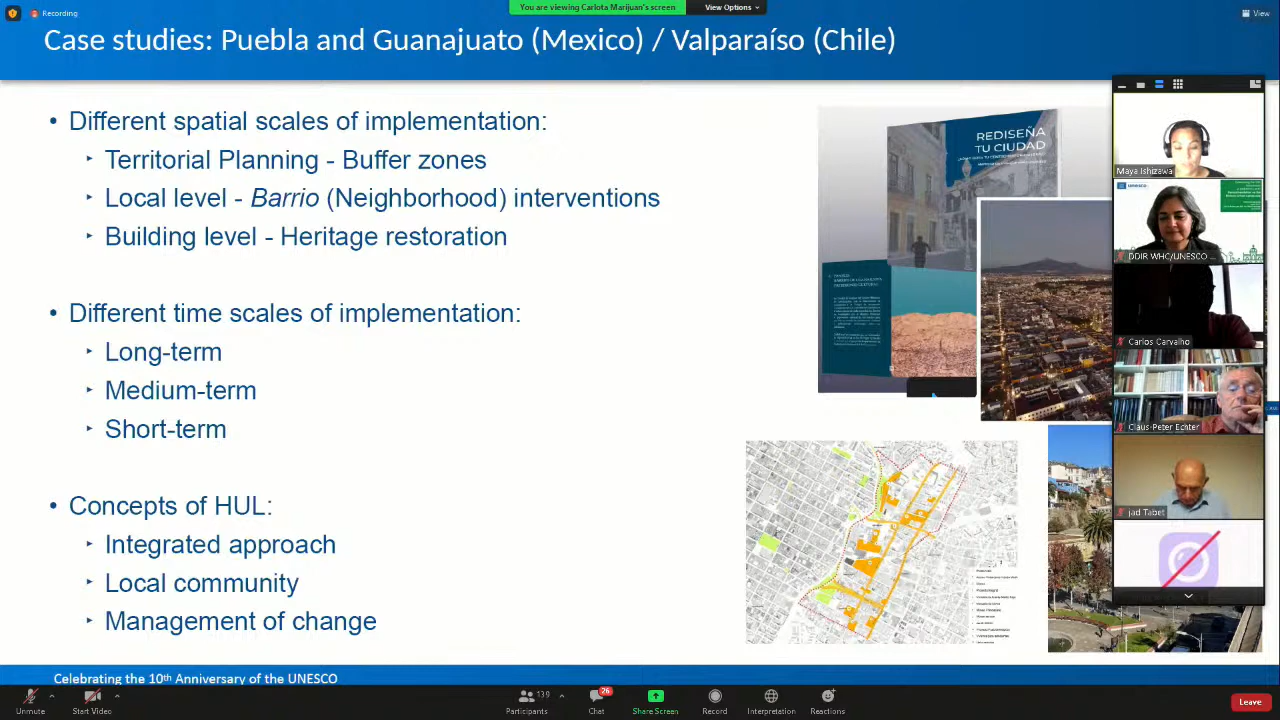 Recording
You are viewing Carlota Marijuan's screen
View Options
View
Case studies: Puebla and Guanajuato (Mexico) / Valparaíso (Chile)
• Different spatial scales of implementation:
‣ Territorial Planning - Buffer zones
‣ Local level - Barrio (Neighborhood) interventions
‣ Building level - Heritage restoration
• Different time scales of implementation:
‣ Long-term
‣ Medium-term
‣ Short-term
• Concepts of HUL:
‣ Integrated approach
‣ Local community
‣ Management of change
REDISEÑA
TU CIUDAD
Maya Ishizawa
unesco
DDIR WHC/UNESCO ...
Carlos Carvalho
Claus-Peter Echter
jad Tabet
Celebrating the 10th Anniversary of the UNESCO
Unmute
Start Video
139
Participants
26
Chat
Share Screen
Record
Interpretation
Reactions
Leave